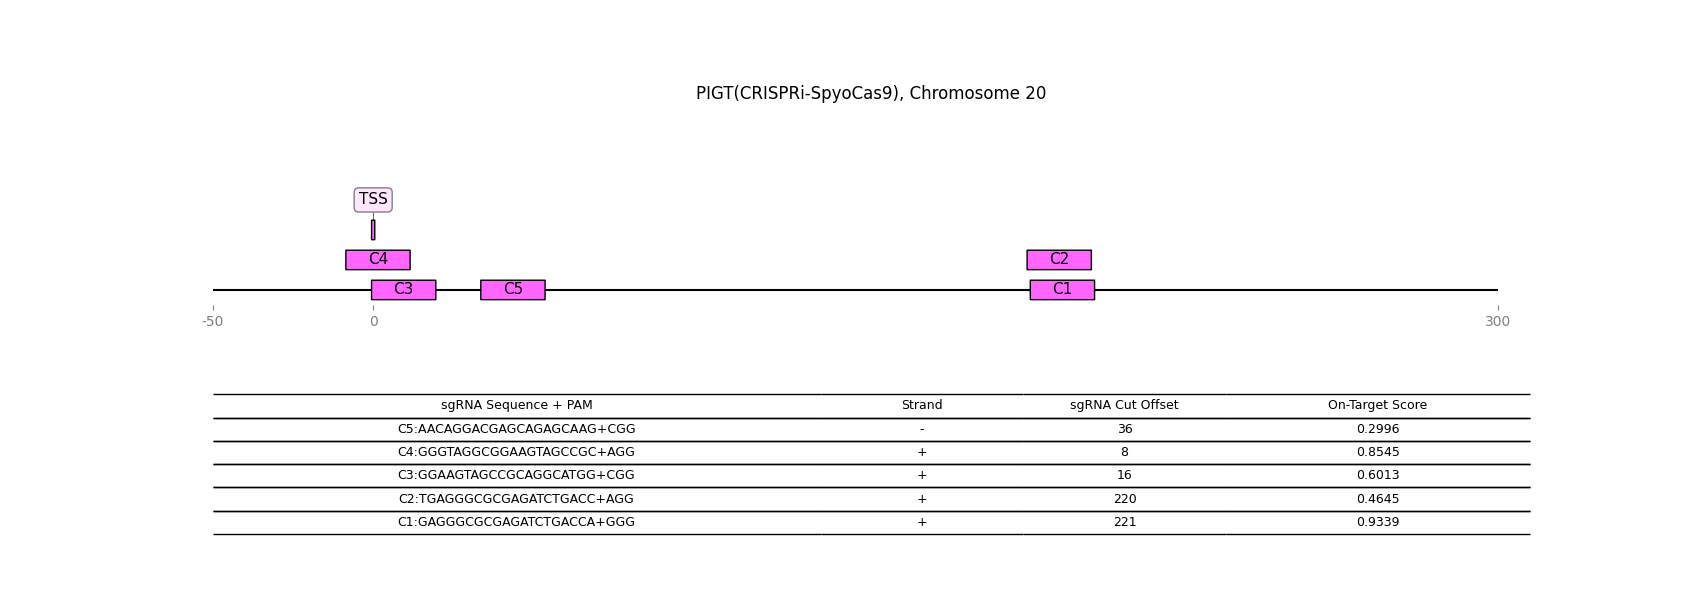 PIGT(CRISPRi-SpyoCas9), Chromosome 20
TSS
C4 C2
C3 C5 C1
-50 0 300
sgRNA Sequence + PAM Strand sgRNA Cut Offset On-Target Score
C5:AACAGGACGAGCAGAGCAAG+CGG - 36 0.2996
C4:GGGTAGGCGGAAGTAGCCGC+AGG + 8 0.8545
C3:GGAAGTAGCCGCAGGCATGG+CGG + 16 0.6013
C2:TGAGGGCGCGAGATCTGACC+AGG + 220 0.4645
C1:GAGGGCGCGAGATCTGACCA+GGG + 221 0.9339